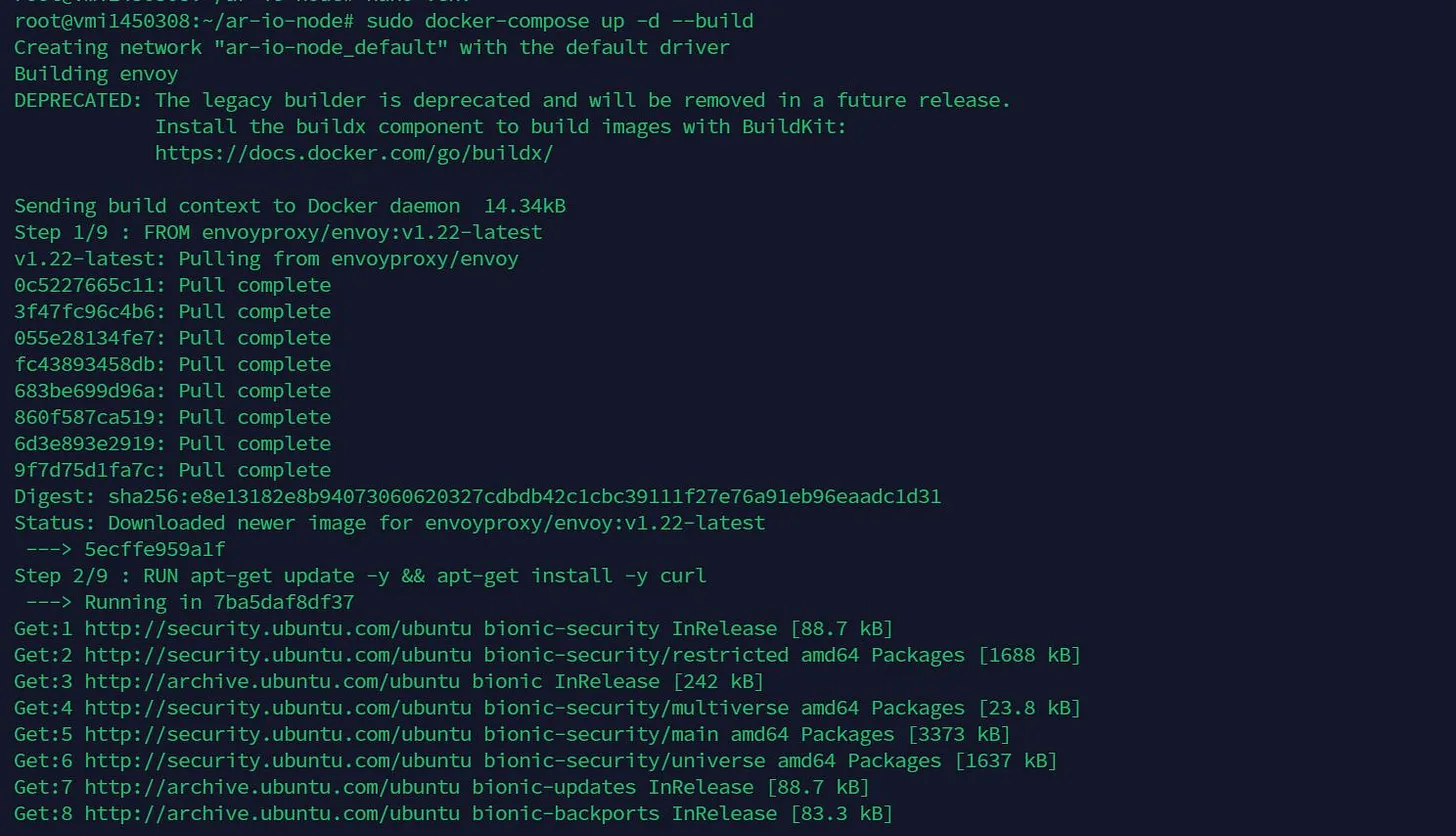 root@vmi1450308:~/ar-io-node# sudo docker-compose up -d --build
Creating network "ar-io-node_default" with the default driver
Building envoy
DEPRECATED: The legacy builder is deprecated and will be removed in a future release.
            Install the buildx component to build images with BuildKit:
            https://docs.docker.com/go/buildx/

Sending build context to Docker daemon  14.34kB
Step 1/9 : FROM envoyproxy/envoy:v1.22-latest
v1.22-latest: Pulling from envoyproxy/envoy
0c5227665c11: Pull complete
3f47fc96c4b6: Pull complete
055e28134fe7: Pull complete
fc43893458db: Pull complete
683be699d96a: Pull complete
860f587ca519: Pull complete
6d3e893e2919: Pull complete
9f7d75d1fa7c: Pull complete
Digest: sha256:e8e13182e8b94073060620327cdbdb42c1cbc39111f27e76a91eb96eaadc1d31
Status: Downloaded newer image for envoyproxy/envoy:v1.22-latest
 ---> 5ecffe959a1f
Step 2/9 : RUN apt-get update -y && apt-get install -y curl
 ---> Running in 7ba5daf8df37
Get:1 http://security.ubuntu.com/ubuntu bionic-security InRelease [88.7 kB]
Get:2 http://security.ubuntu.com/ubuntu bionic-security/restricted amd64 Packages [1688 kB]
Get:3 http://archive.ubuntu.com/ubuntu bionic InRelease [242 kB]
Get:4 http://security.ubuntu.com/ubuntu bionic-security/multiverse amd64 Packages [23.8 kB]
Get:5 http://security.ubuntu.com/ubuntu bionic-security/main amd64 Packages [3373 kB]
Get:6 http://security.ubuntu.com/ubuntu bionic-security/universe amd64 Packages [1637 kB]
Get:7 http://archive.ubuntu.com/ubuntu bionic-updates InRelease [88.7 kB]
Get:8 http://archive.ubuntu.com/ubuntu bionic-backports InRelease [83.3 kB]